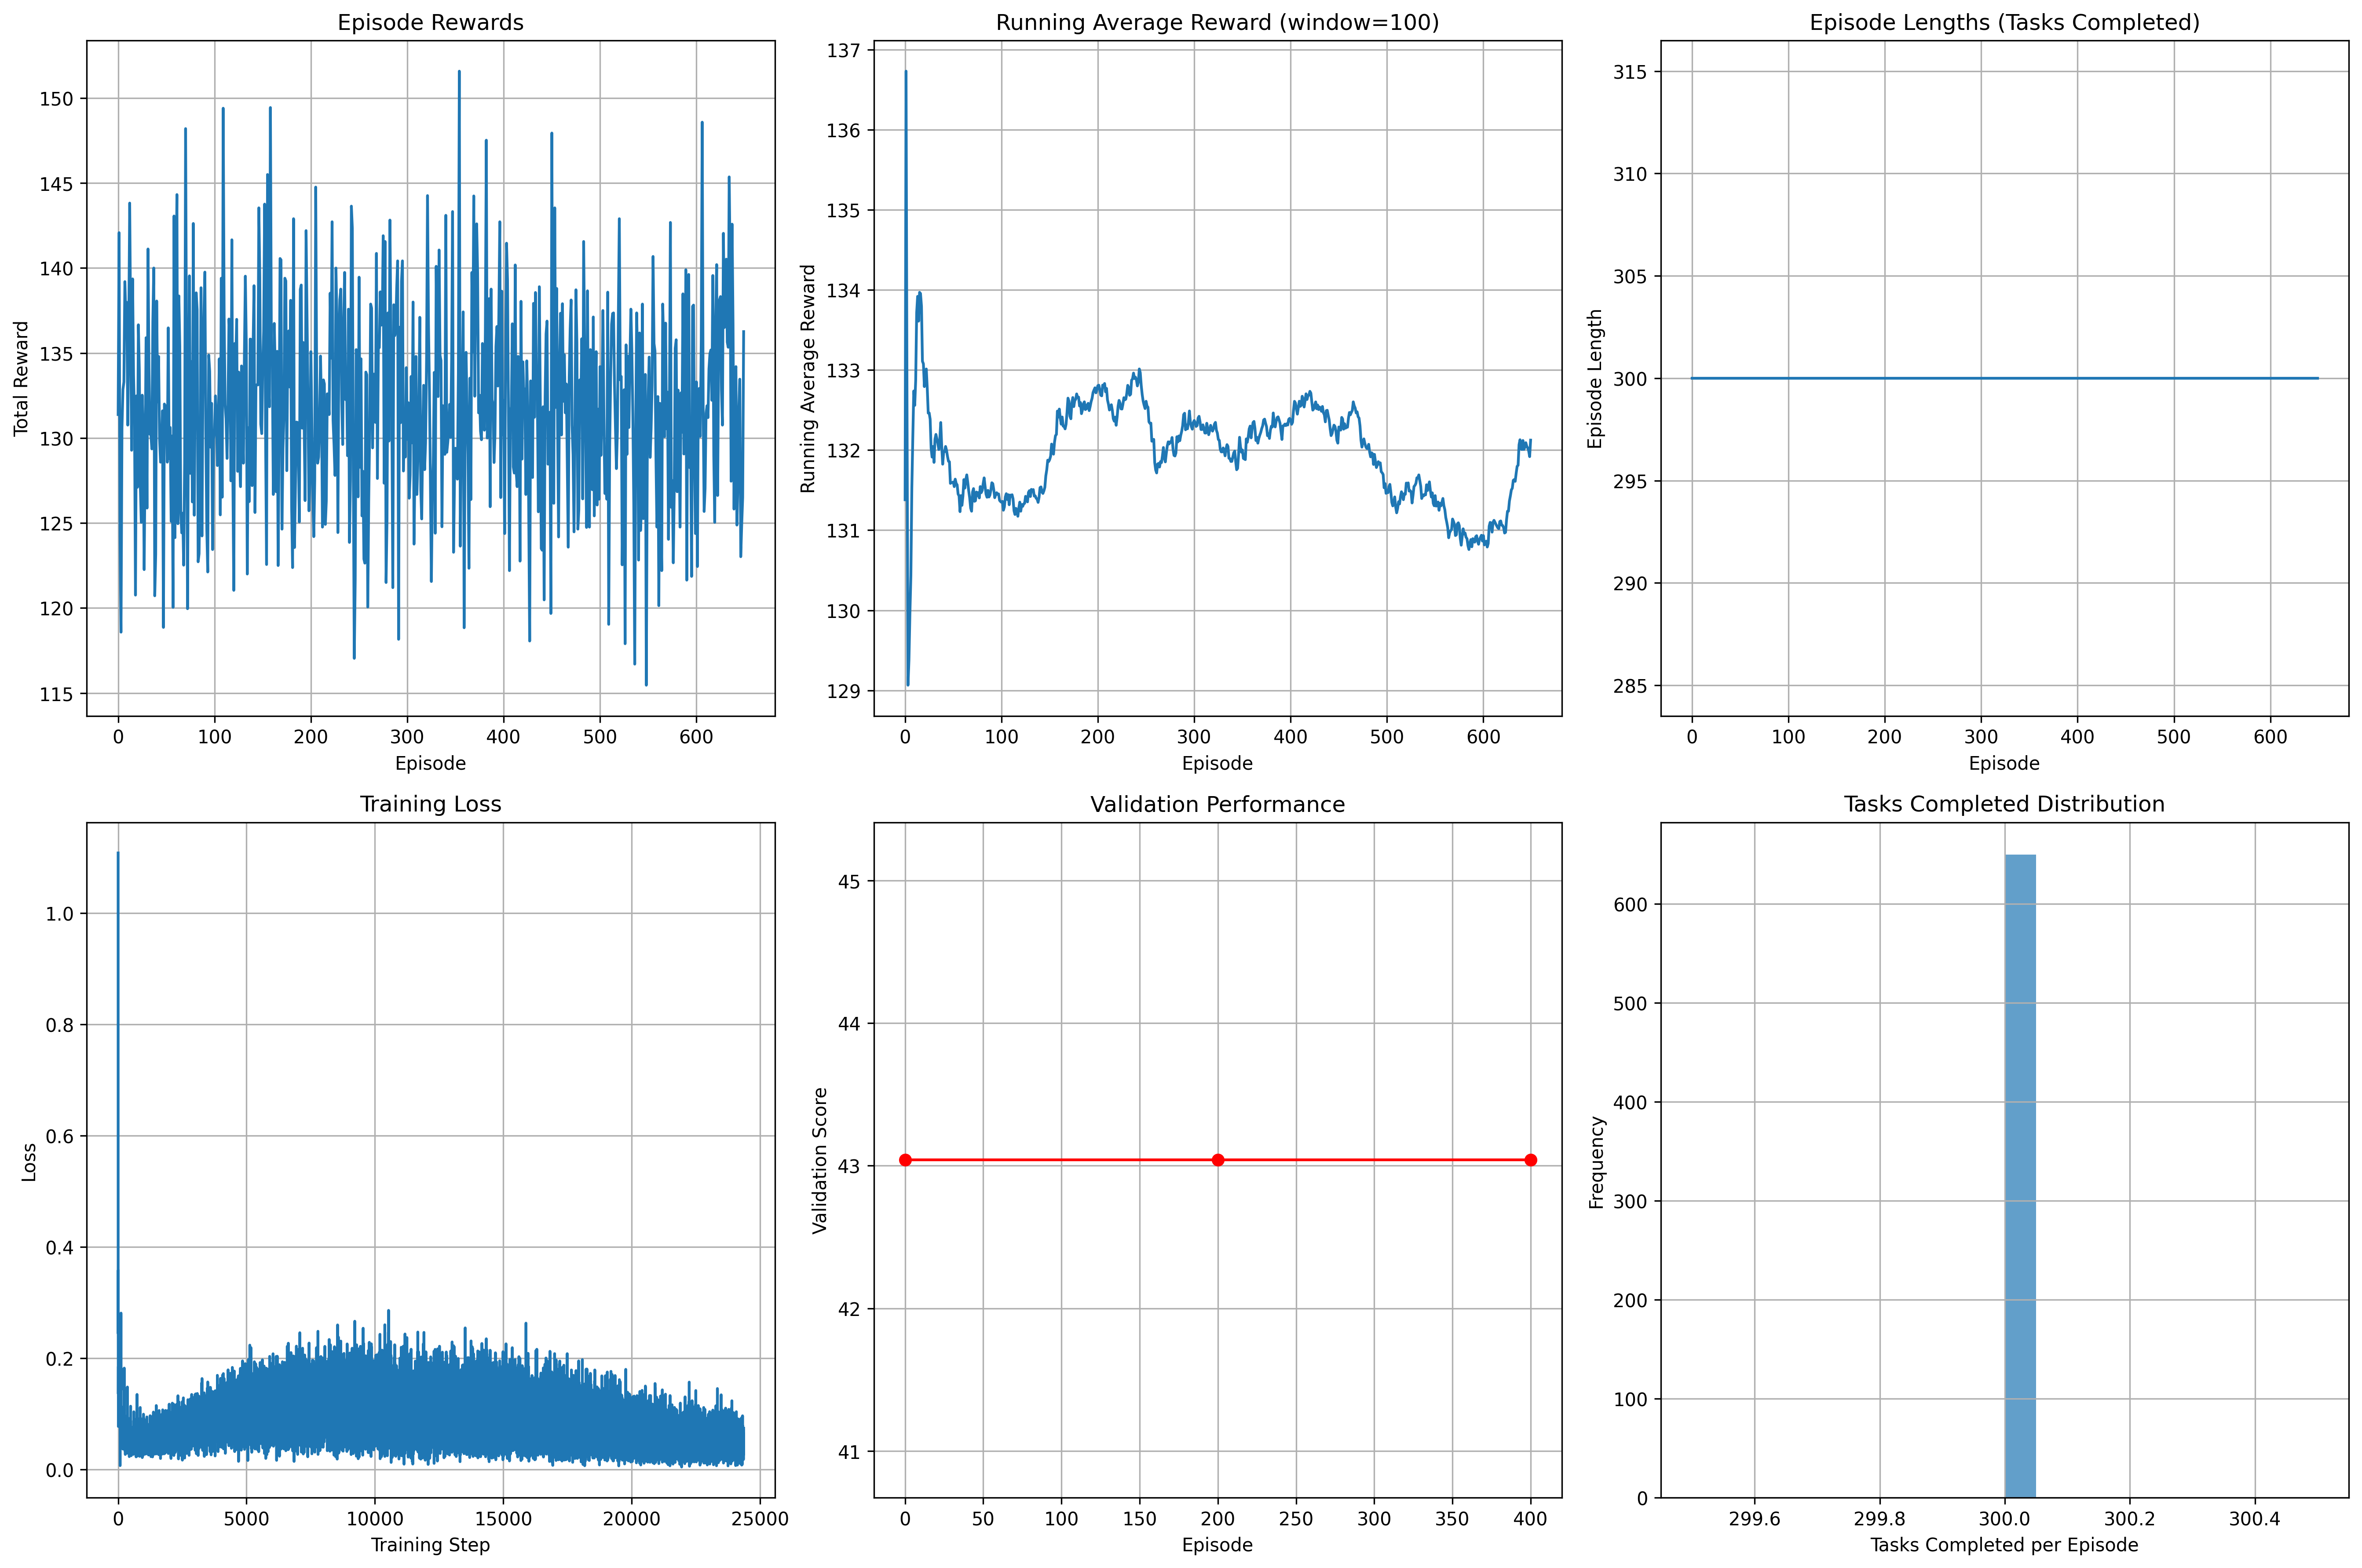 Episode Rewards
Total Reward
150
145
140
135
130
125
120
115
0 100 200 300 400 500 600
Episode
Running Average Reward (window=100)
Running Average Reward
137
136
135
134
133
132
131
130
129
0 100 200 300 400 500 600
Episode
Episode Lengths (Tasks Completed)
Episode Length
315
310
305
300
295
290
285
0 100 200 300 400 500 600
Episode
Training Loss
Loss
1.0
0.8
0.6
0.4
0.2
0.0
0 5000 10000 15000 20000 25000
Training Step
Validation Performance
Validation Score
45
44
43
42
41
0 50 100 150 200 250 300 350 400
Episode
Tasks Completed Distribution
Frequency
600
500
400
300
200
100
0
299.6 299.8 300.0 300.2 300.4
Tasks Completed per Episode